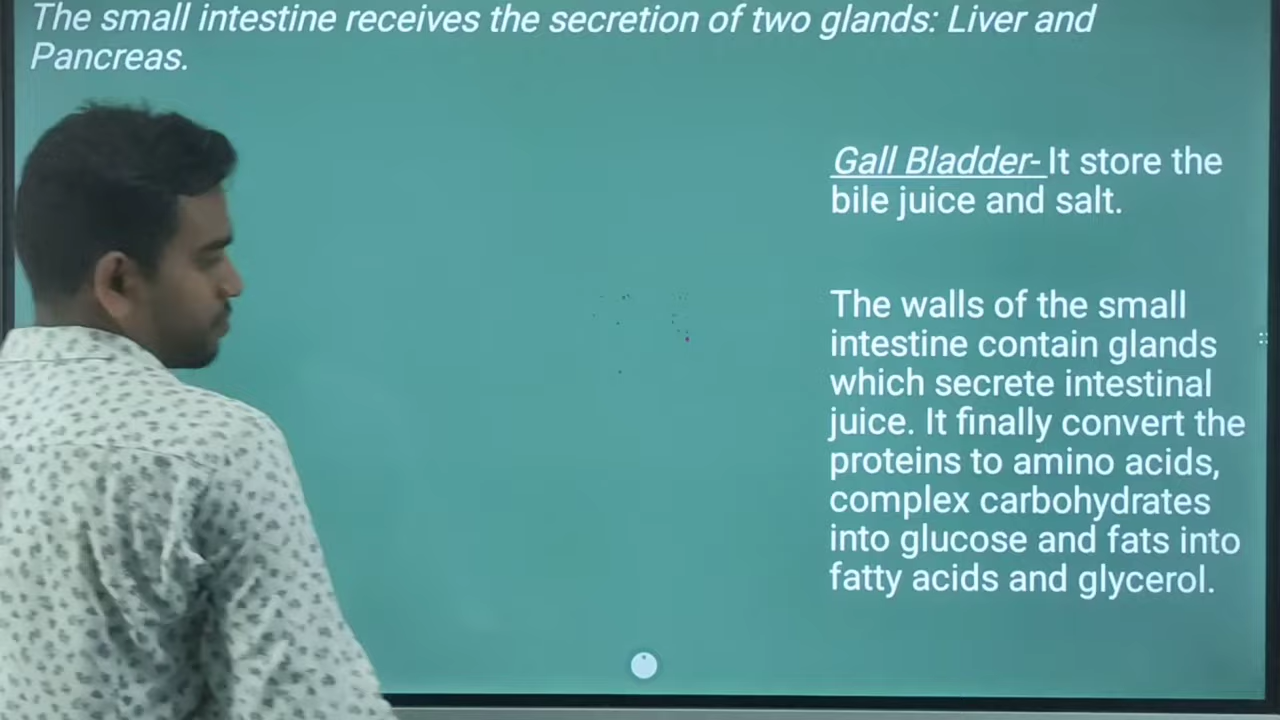 The small intestine receives the secretion of two glands: Liver and
Pancreas.
Gall Bladder- It store the
bile juice and salt.
The walls of the small
intestine contain glands
which secrete intestinal
juice. It finally convert the
proteins to amino acids,
complex carbohydrates
into glucose and fats into
fatty acids and glycerol.